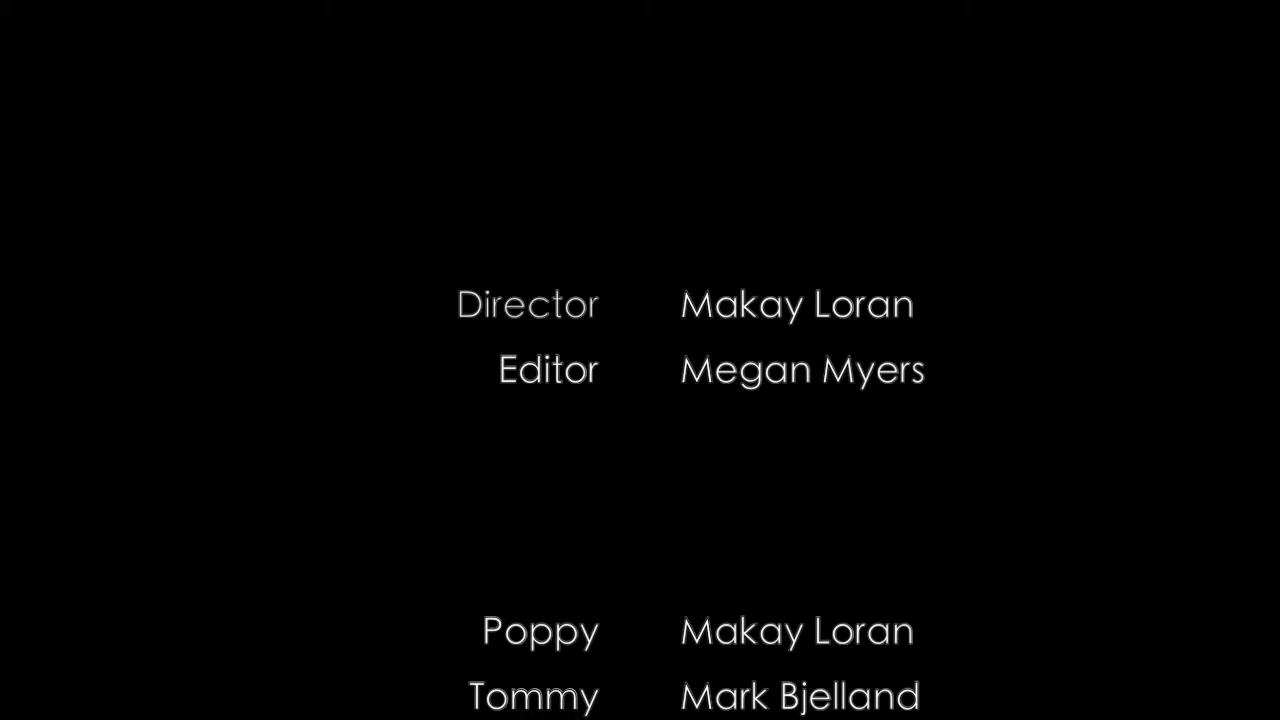 Director Makay Loran
Editor Megan Myers
Poppy Makay Loran
Tommy Mark Bjelland